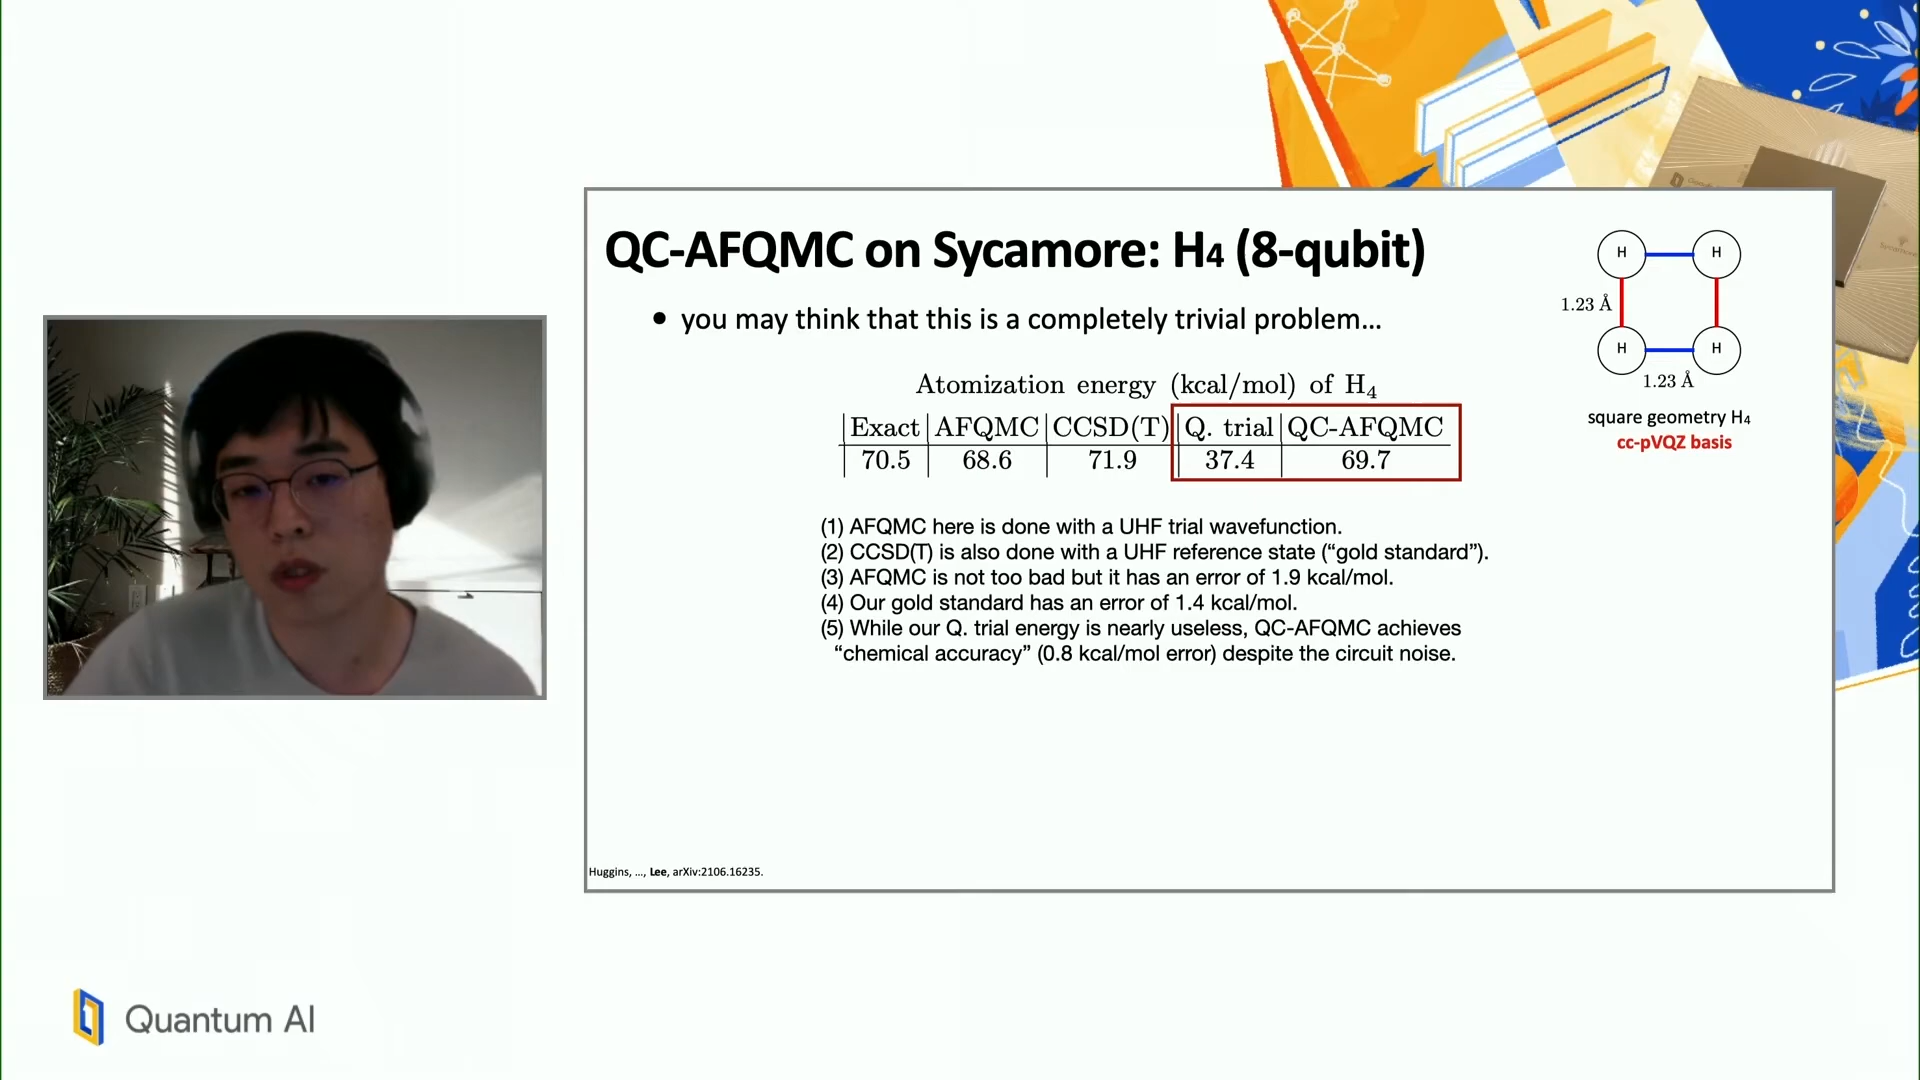 QC-AFQMC on Sycamore: H4 (8-qubit)
• you may think that this is a completely trivial problem...
Atomization energy (kcal/mol) of H4
Exact AFQMC CCSD(T) Q. trial QC-AFQMC
70.5 68.6 71.9 37.4 69.7
(1) AFQMC here is done with a UHF trial wavefunction.
(2) CCSD(T) is also done with a UHF reference state (“gold standard”).
(3) AFQMC is not too bad but it has an error of 1.9 kcal/mol.
(4) Our gold standard has an error of 1.4 kcal/mol.
(5) While our Q. trial energy is nearly useless, QC-AFQMC achieves
“chemical accuracy” (0.8 kcal/mol error) despite the circuit noise.
H H
1.23 Å
H H
1.23 Å
square geometry H4
cc-pVQZ basis
Huggins, ..., Lee, arXiv:2106.16235.
Quantum AI